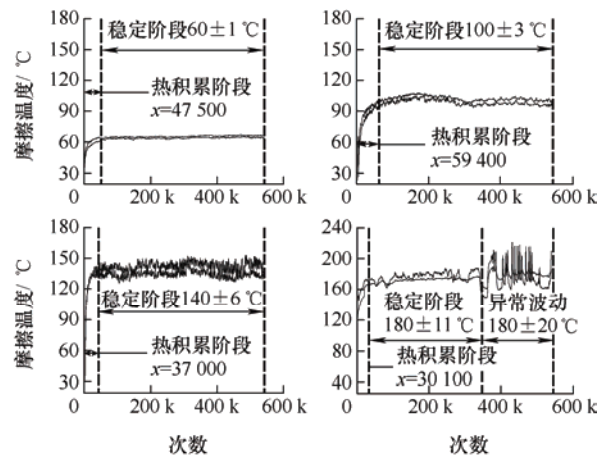 摩擦温度/℃
180
150
120
90
60
30
稳定阶段60±1 ℃
热积累阶段
x=47 500
0
200 k
400 k
600 k
180
150
120
90
60
30
稳定阶段100±3 ℃
热积累阶段
x=59 400
0
200 k
400 k
600 k
摩擦温度/℃
180
150
120
90
60
30
稳定阶段140±6 ℃
热积累阶段
x=37 000
0
200 k
400 k
600 k
次数
240
200
160
120
80
40
稳定阶段
180±11 ℃
异常波动
180±20 ℃
热积累阶段
x=30 100
0
200 k
400 k
600 k
次数